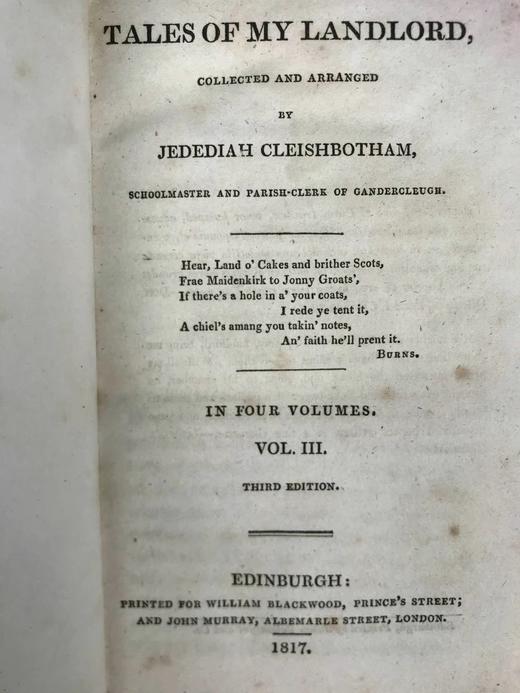 TALES OF MY LANDLORD,
COLLECTED AND ARRANGED
BY
JEDEDIAH CLEISHBOTHAM,
SCHOOLMASTER AND PARISH-CLERK OF GANDERCLEUGH.
Hear, Land o' Cakes and brither Scots,
Frae Maidenkirk to Jonny Groats',
If there's a hole in a' your coats,
I rede ye tent it,
A chiel's amang you takin' notes,
An' faith he'll prent it.
BURNS.
IN FOUR VOLUMES.
VOL. III.
THIRD EDITION.
EDINBURGH:
PRINTED FOR WILLIAM BLACKWOOD, PRINCE'S STREET;
AND JOHN MURRAY, ALBEMARLE STREET, LONDON.
1817.